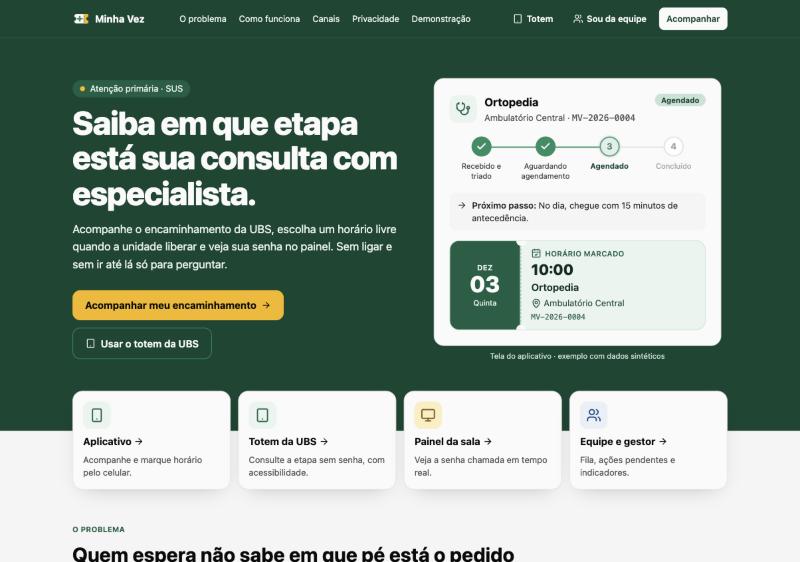 Minha Vez
O problema
Como funciona
Canais
Privacidade
Demonstração
Totem
Sou da equipe
Acompanhar
Atenção primária · SUS
Saiba em que etapa
está sua consulta com
especialista.
Acompanhe o encaminhamento da UBS, escolha um horário livre
quando a unidade liberar e veja sua senha no painel. Sem ligar e
sem ir até lá só para perguntar.
Acompanhar meu encaminhamento →
Usar o totem da UBS
Ortopedia
Ambulatório Central · MV-2026-0004
Agendado
3
4
Recebido e
triado
Aguardando
agendamento
Agendado
Concluído
→ Próximo passo: No dia, chegue com 15 minutos de
antecedência.
DEZ
03
Quinta
HORÁRIO MARCADO
10:00
Ortopedia
Ambulatório Central
MV-2026-0004
Tela do aplicativo · exemplo com dados sintéticos
Aplicativo →
Acompanhe e marque horário
pelo celular.
Totem da UBS →
Consulte a etapa sem senha, com
acessibilidade.
Painel da sala →
Veja a senha chamada em tempo
real.
Equipe e gestor →
Fila, ações pendentes e
indicadores.
O PROBLEMA
Quem espera não sabe em que pé está o pedido